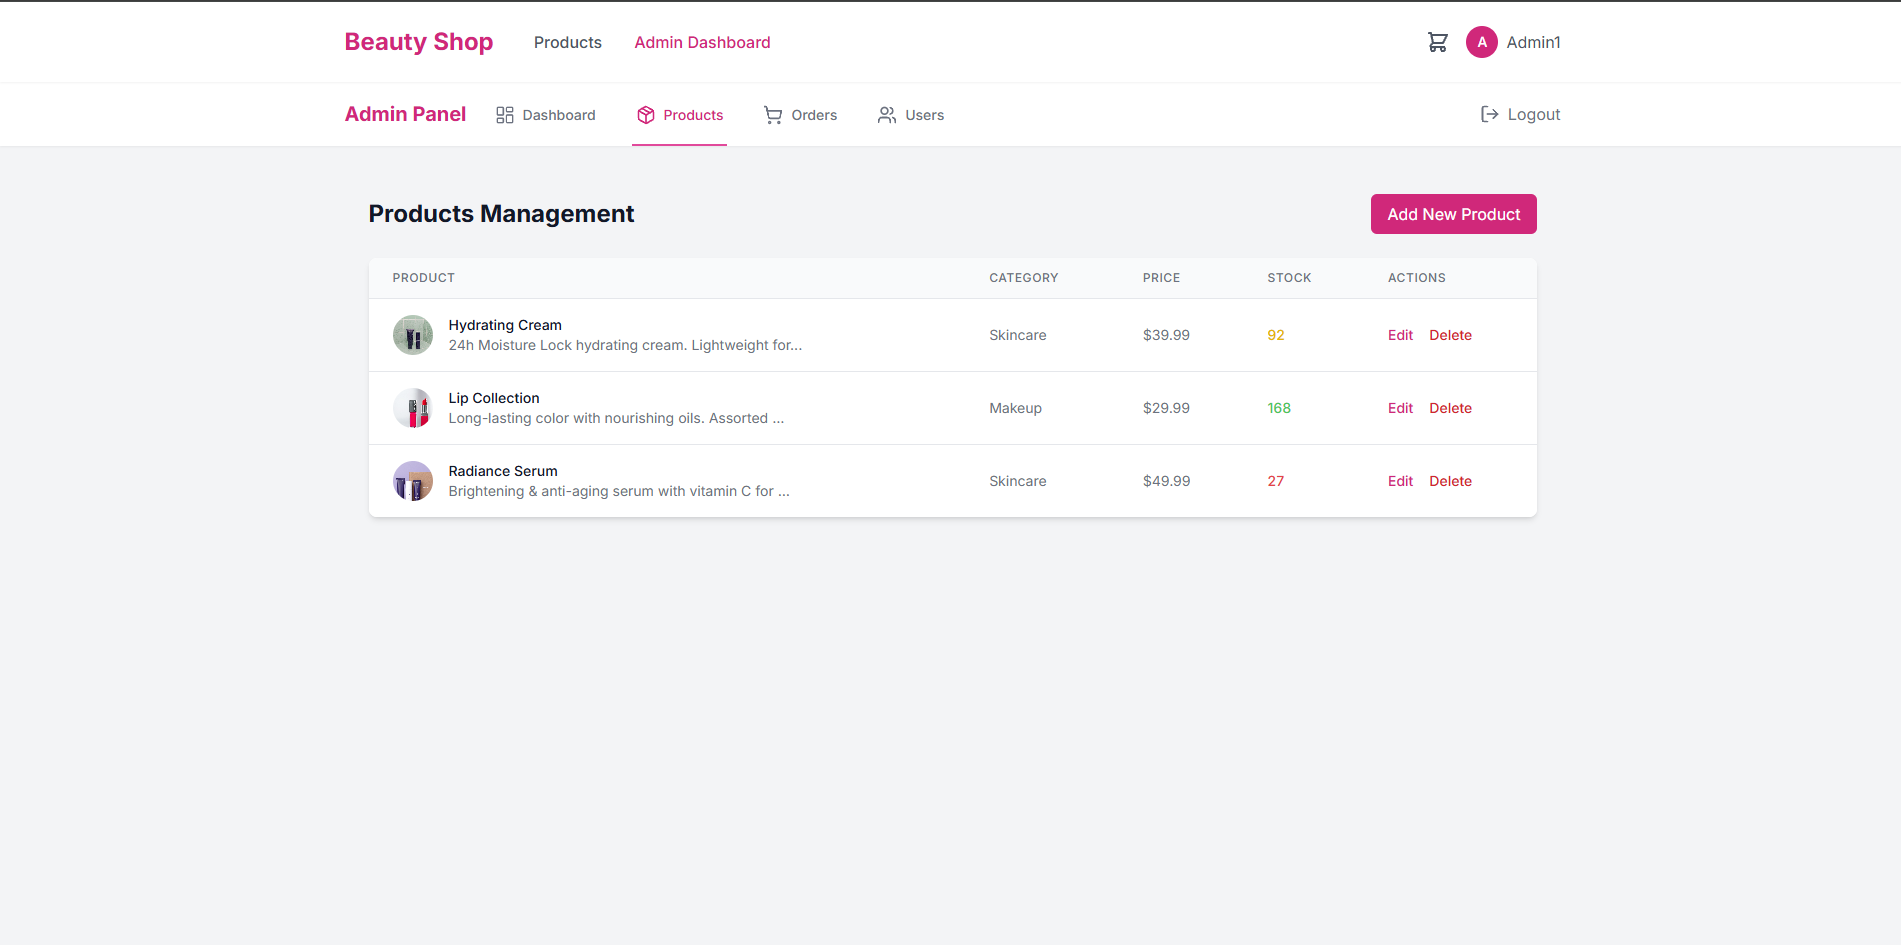 Beauty Shop Products Admin Dashboard A Admin1
Admin Panel Dashboard Products Orders Users Logout
Products Management Add New Product
PRODUCT CATEGORY PRICE STOCK ACTIONS
Hydrating Cream
24h Moisture Lock hydrating cream. Lightweight for...
Skincare $39.99 92 Edit Delete
Lip Collection
Long-lasting color with nourishing oils. Assorted ...
Makeup $29.99 168 Edit Delete
Radiance Serum
Brightening & anti-aging serum with vitamin C for ...
Skincare $49.99 27 Edit Delete